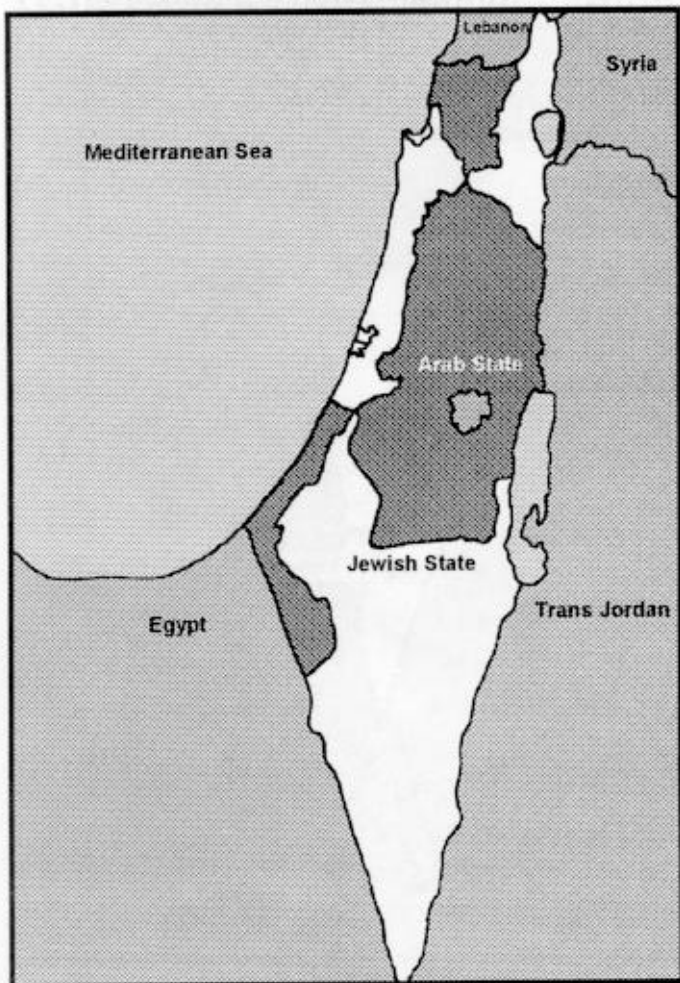 Lebanon
Syria
Mediterranean Sea
Arab State
Jewish State
Egypt
Trans Jordan